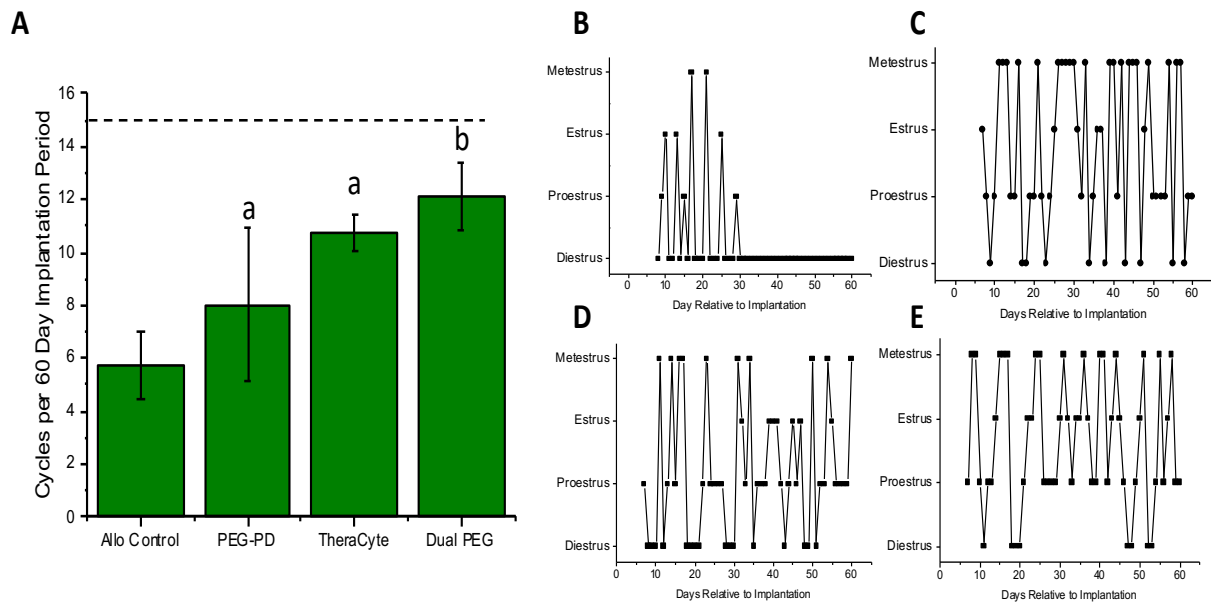 A
Cycles per 60 Day Implantation Period
16
14
12
10
8
6
4
2
0
a
a
b
Allo Control
PEG-PD
TheraCyte
Dual PEG
B
Metestrus
Estrus
Proestrus
Diestrus
0
10
20
30
40
50
60
Day Relative to Implantation
C
Metestrus
Estrus
Proestrus
Diestrus
0
10
20
30
40
50
60
Days Relative to Implantation
D
Metestrus
Estrus
Proestrus
Diestrus
0
10
20
30
40
50
60
Days Relative to Implantation
E
Metestrus
Estrus
Proestrus
Diestrus
0
10
20
30
40
50
60
Days Relative to Implantation